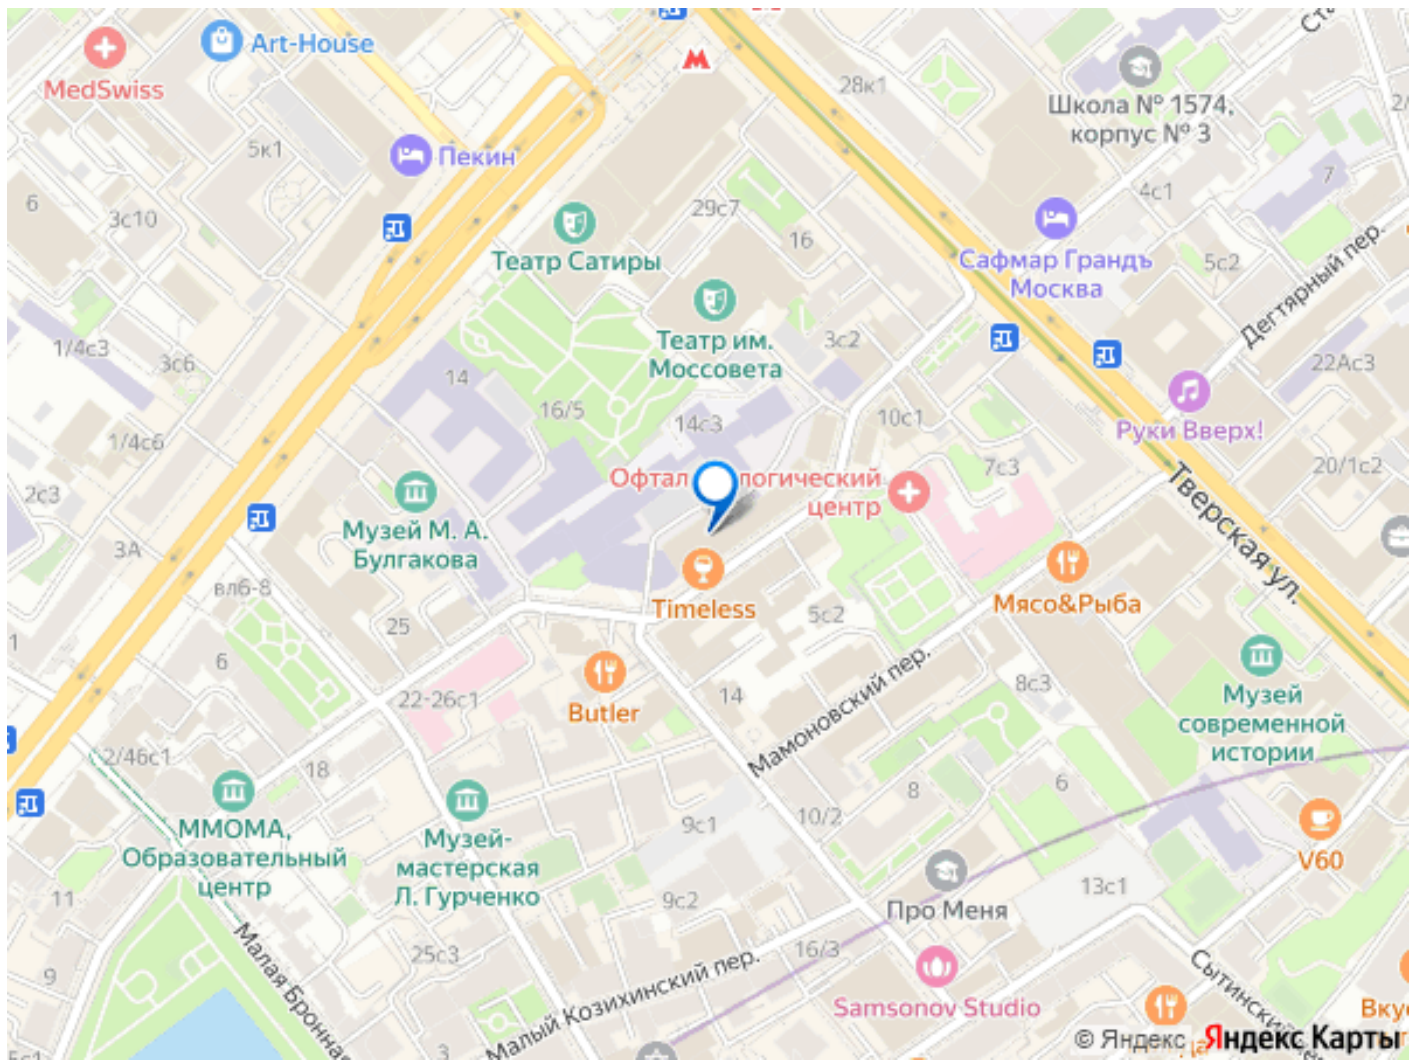 Art-House
MedSwiss
28к1
Школа № 1574,
корпус № 3
5к1
Пекин
7
4с1
6
3с10
29с7
16
Театр Сатиры
Сафмар Грандъ
Москва
5с2
Дегтярный пер.
Театр им.
Моссовета
3с2
1/4с3
3с6
14
16/5
14с3
10с1
22Ас3
Руки Вверх!
1/4с6
7с3
20/1с2
2с3
логический
центр
Тверская ул.
Музей М. А.
Булгакова
3А
вл6-8
Timeless
5с2
Мясо&Рыба
25
1
6
22-26с1
Butler
14
Мамоновский пер.
8с3
Музей
современной
истории
2/46с1
18
8
6
10/2
9с1
ММОМА,
Образовательный
центр
Музей-
мастерская
Л. Гурченко
V60
11
9с2
Про Меня
13с1
16/3
25с3
9
Малая Бронная
Малый Козихинский пер.
Сытинский
Samsonov Studio
3
© Яндекс Яндекс Карты